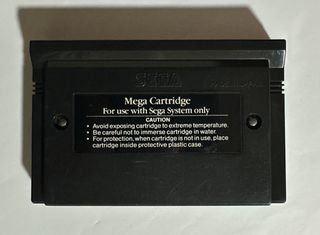 SEGA
Mega Cartridge
For use with Sega System only
CAUTION
• Avoid exposing cartridge to extreme temperature.
• Be careful not to immerse cartridge in water.
• For protection, when cartridge is not in use, place
cartridge inside protective plastic case.